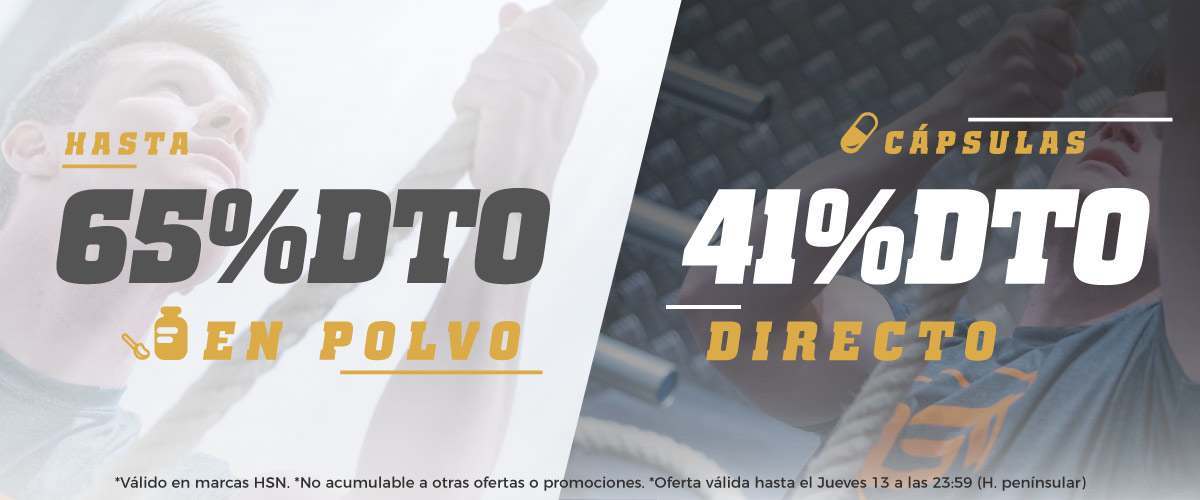 HASTA
65%DTO
EN POLVO
CÁPSULAS
41%DTO
DIRECTO
*Válido en marcas HSN. *No acumulable a otras ofertas o promociones. *Oferta válida hasta el Jueves 13 a las 23:59 (H. penínsular)